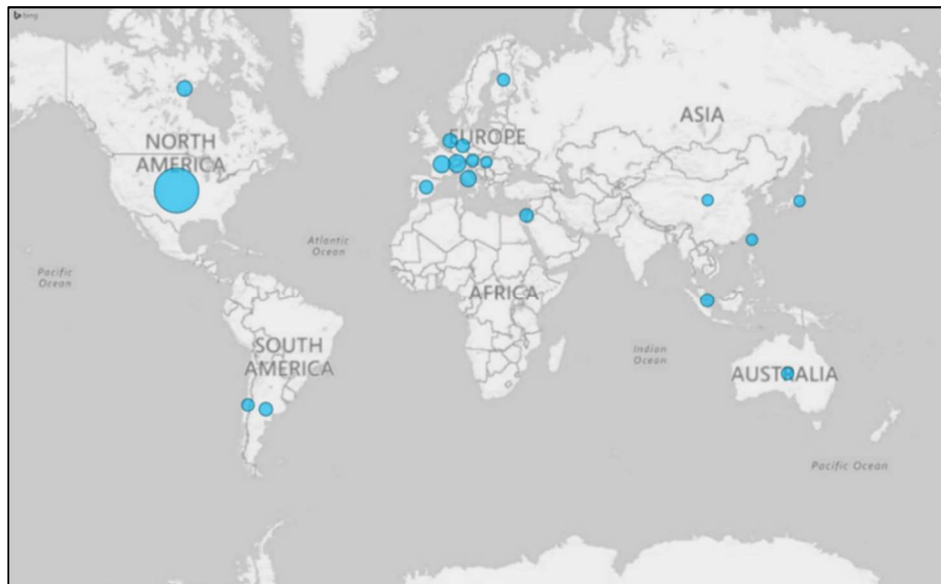 bing
ASIA
NORTH
AMERICA
EUROPE
Atlantic
Ocean
Pacific
Ocean
AFRICA
SOUTH
AMERICA
Indian
Ocean
AUSTRALIA
Pacific Ocean